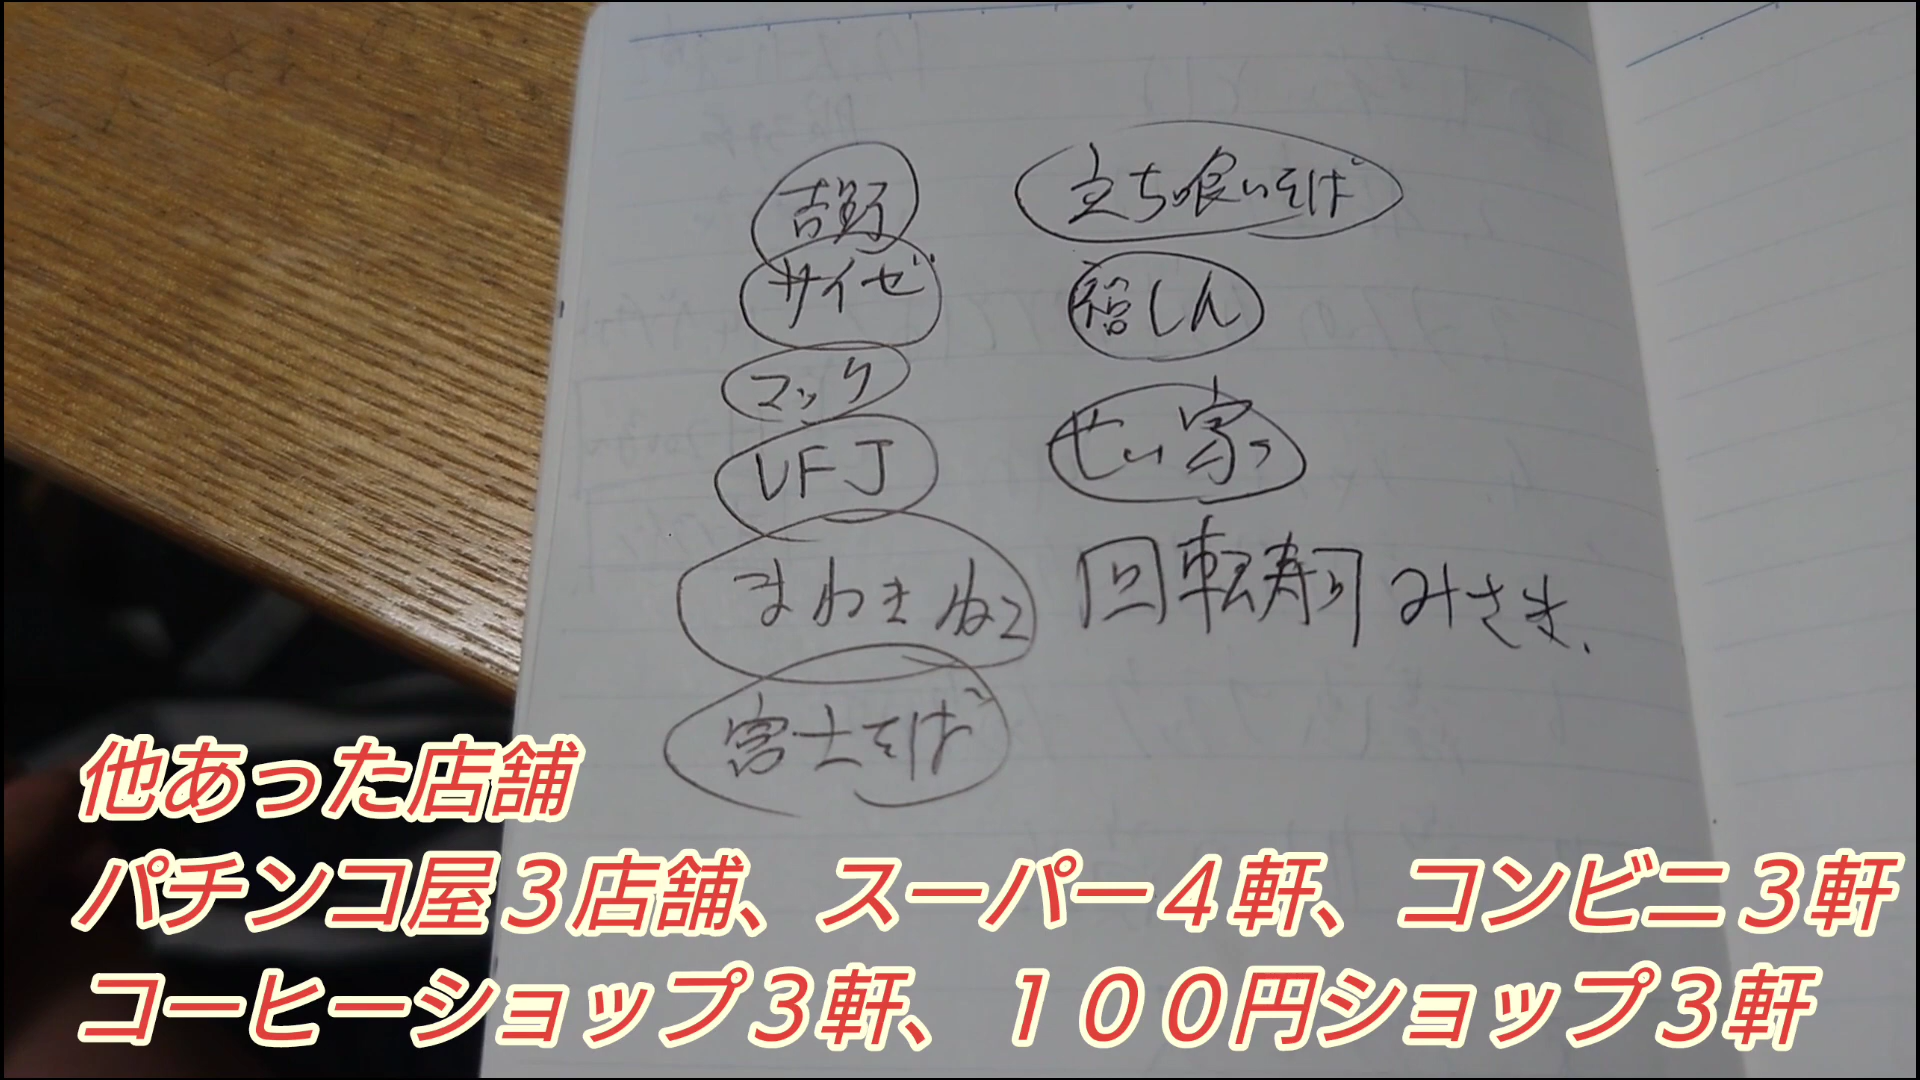 吉野
サイゼ
マック
UFJ
まねきねこ
富士そば
立ち喰いそば
福しん
せい家
回転寿司 みさき
他あった店舗
パチンコ屋３店舗、スーパー４軒、コンビニ３軒
コーヒーショップ３軒、１００円ショップ３軒